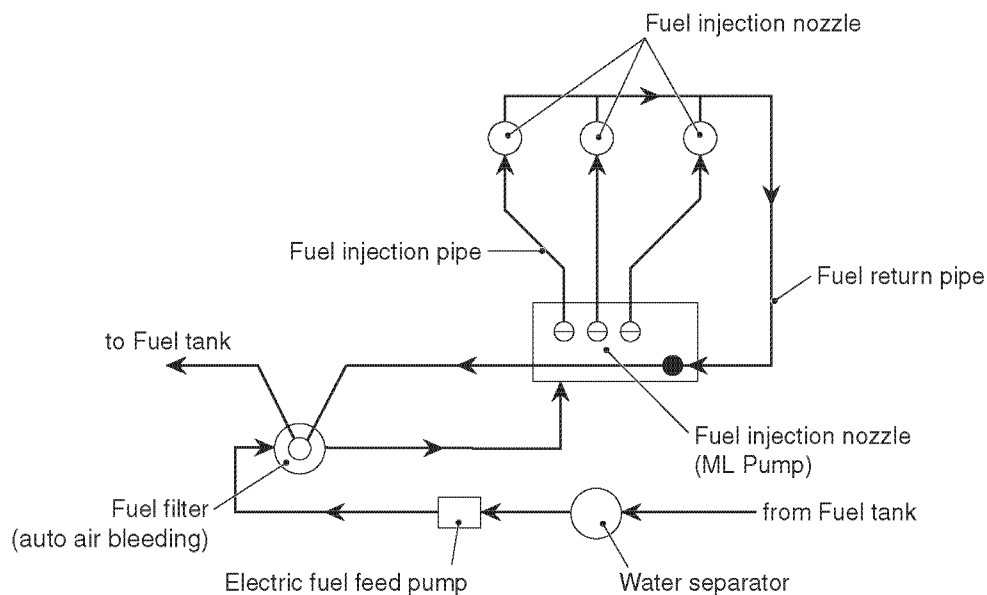 Fuel injection nozzle
Fuel injection pipe
Fuel return pipe
to Fuel tank
Fuel injection nozzle
(ML Pump)
Fuel filter
(auto air bleeding)
from Fuel tank
Electric fuel feed pump
Water separator